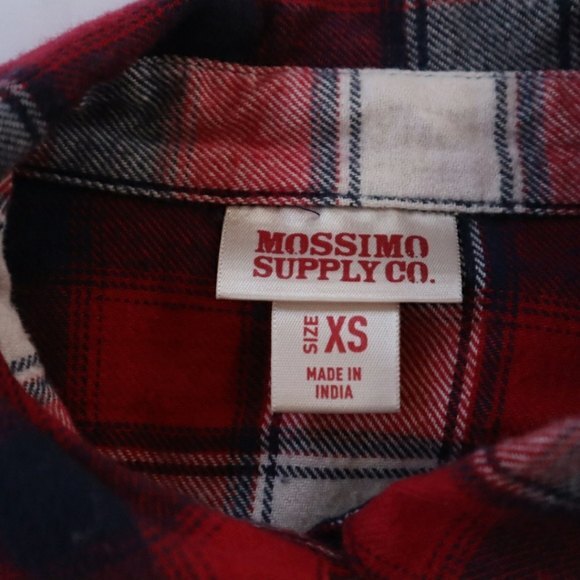 MOSSIMO
SUPPLY CO.
SIZE XS
MADE IN
INDIA